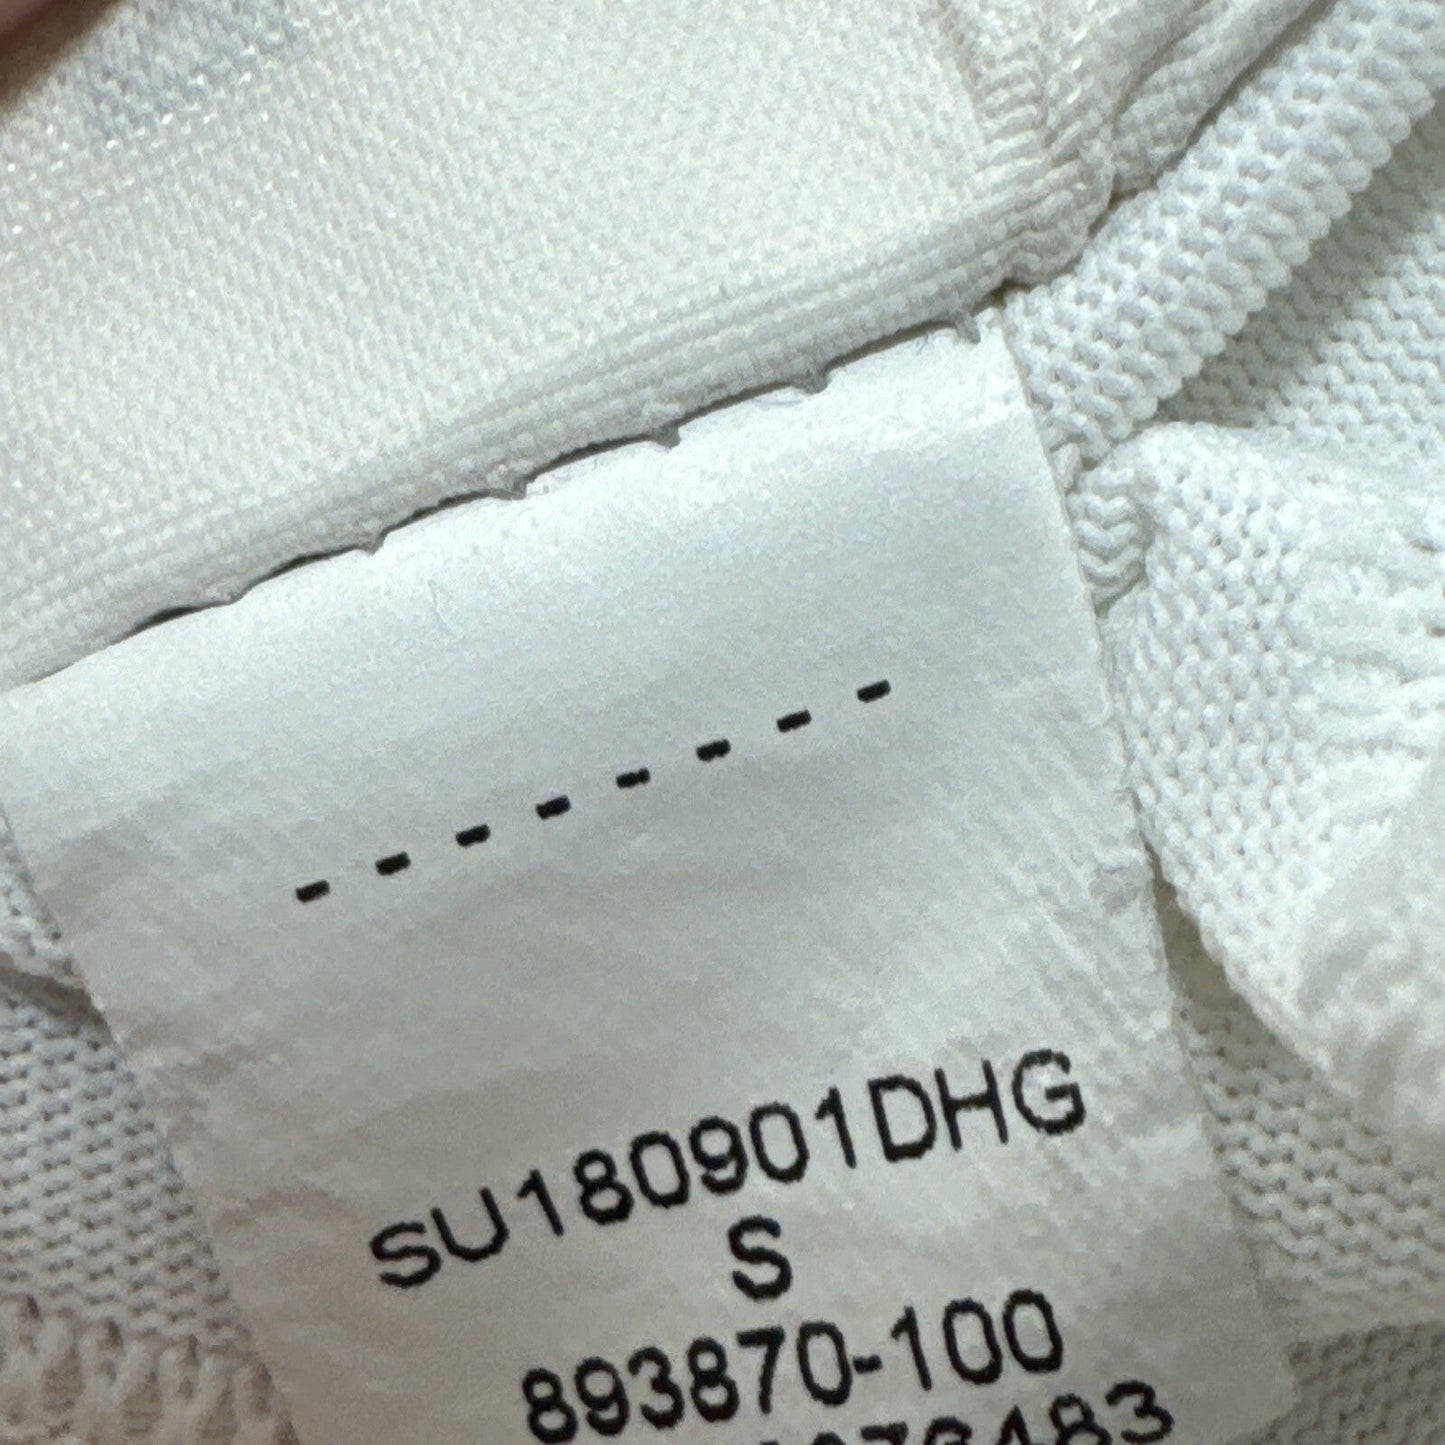 - - - - - - - -
SU180901DHG
S
893870-100